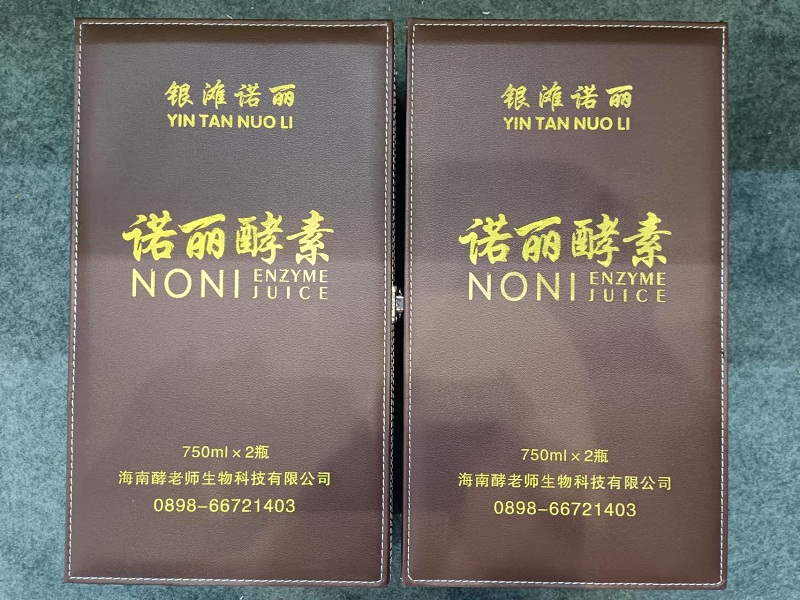 银滩诺丽
YIN TAN NUO LI
诺丽酵素
NONI ENZYME JUICE
750ml×2瓶
海南酵老师生物科技有限公司
0898-66721403
银滩诺丽
YIN TAN NUO LI
诺丽酵素
NONI ENZYME JUICE
750ml×2瓶
海南酵老师生物科技有限公司
0898-66721403